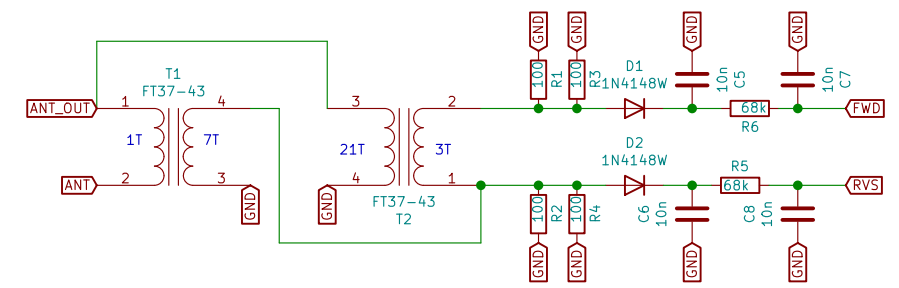 GND
GND
GND
GND
D1
1N4148W
100
R1
100
R3
10n
C5
10n
C7
T1
FT37-43
ANT_OUT
1
4
3
2
68k
R6
FWD
1T
7T
21T
3T
D2
1N4148W
R5
ANT
2
3
4
1
68k
RVS
GND
GND
FT37-43
T2
100
R2
100
R4
C6
10n
C8
10n
GND
GND
GND
GND